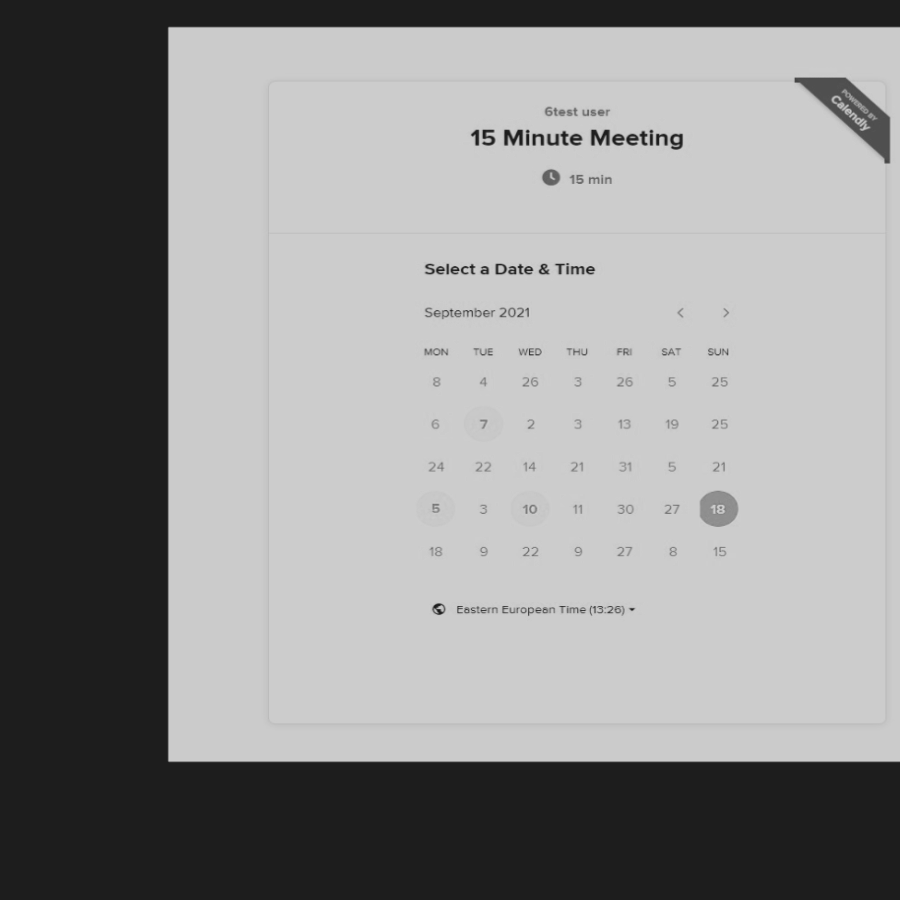 POWERED BY
Calendly
6test user
15 Minute Meeting
15 min
Select a Date & Time
September 2021
MON TUE WED THU FRI SAT SUN
8 4 26 3 26 5 25
6 7 2 3 13 19 25
24 22 14 21 31 5 21
5 3 10 11 30 27 18
18 9 22 9 27 8 15
Eastern European Time (13:26)